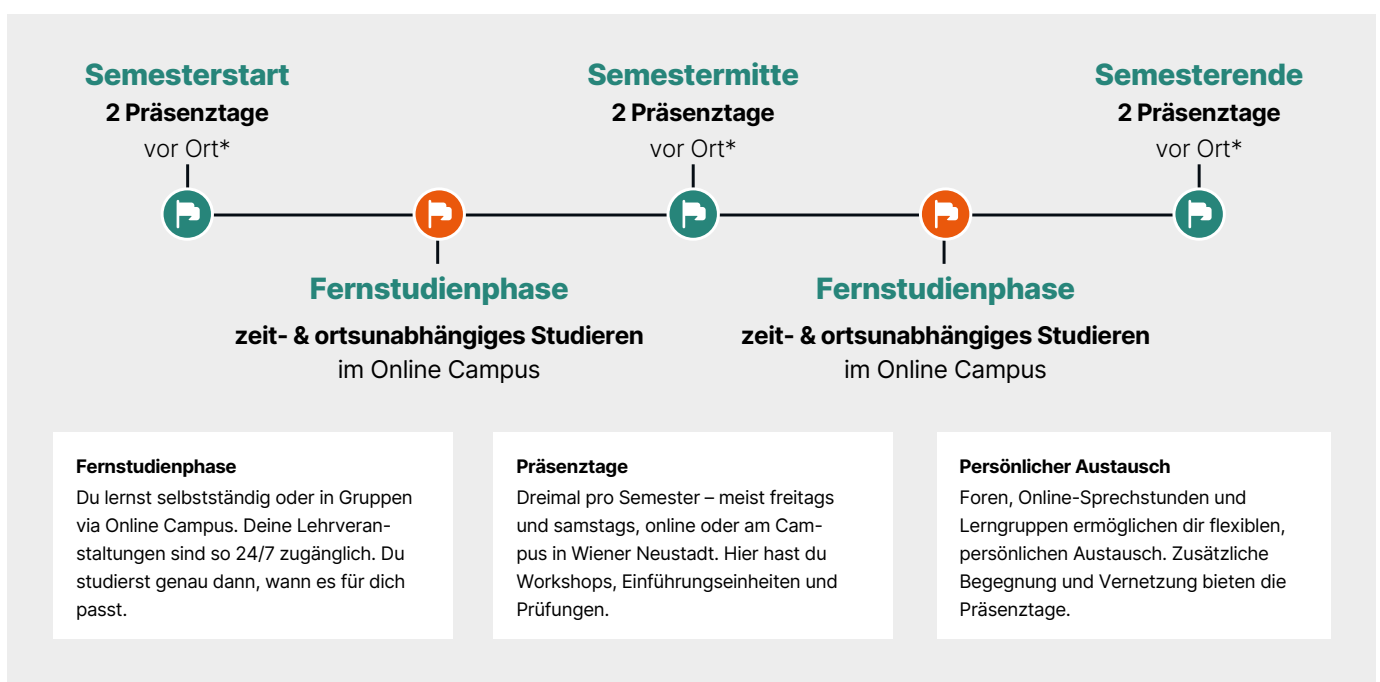 Semesterstart
2 Präsenztage
vor Ort*
Semestermitte
2 Präsenztage
vor Ort*
Semesterende
2 Präsenztage
vor Ort*
Fernstudienphase
zeit- & ortsunabhängiges Studieren
im Online Campus
Fernstudienphase
zeit- & ortsunabhängiges Studieren
im Online Campus
Fernstudienphase
Du lernst selbstständig oder in Gruppen
via Online Campus. Deine Lehrveran-
staltungen sind so 24/7 zugänglich. Du
studierst genau dann, wann es für dich
passt.
Präsenztage
Dreimal pro Semester – meist freitags
und samstags, online oder am Cam-
pus in Wiener Neustadt. Hier hast du
Workshops, Einführungseinheiten und
Prüfungen.
Persönlicher Austausch
Foren, Online-Sprechstunden und
Lerngruppen ermöglichen dir flexiblen,
persönlichen Austausch. Zusätzliche
Begegnung und Vernetzung bieten die
Präsenztage.